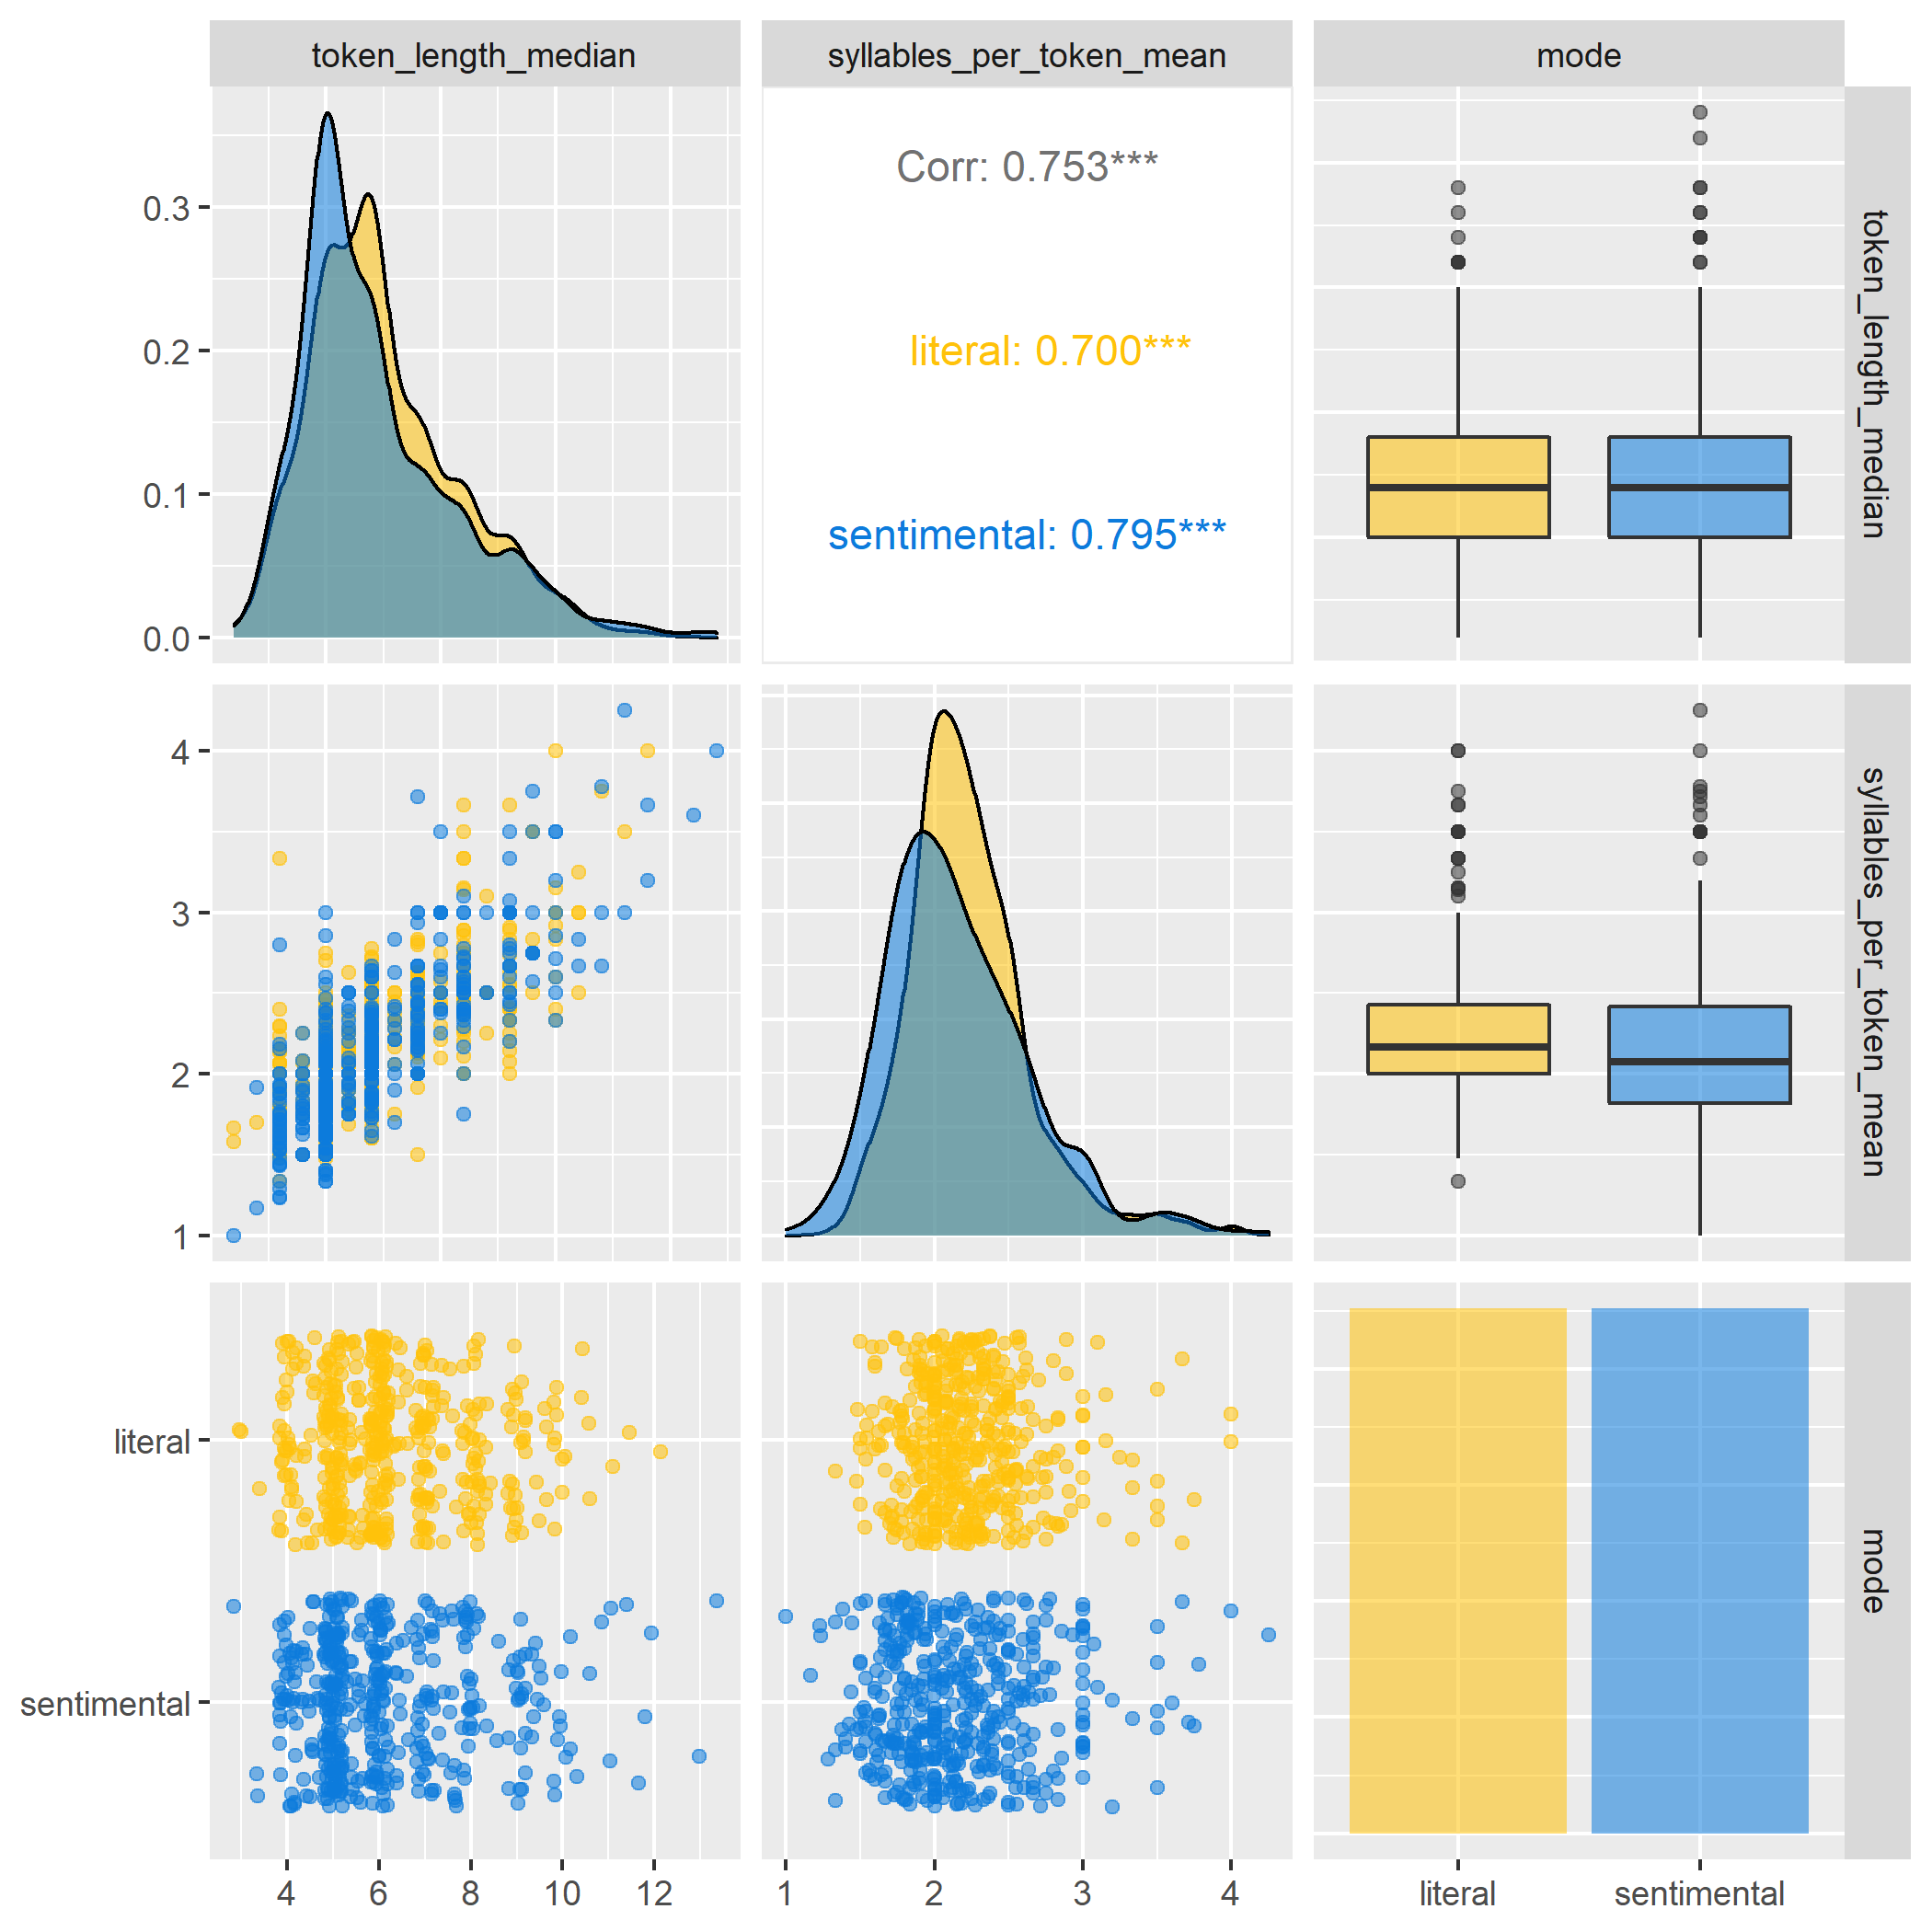 token_length_median
syllables_per_token_mean
mode
0.3
0.2
0.1
0.0
Corr: 0.753***
literal: 0.700***
sentimental: 0.795***
token_length_median
4
3
2
1
syllables_per_token_mean
literal
sentimental
mode
4 6 8 10 12
1 2 3 4
literal sentimental